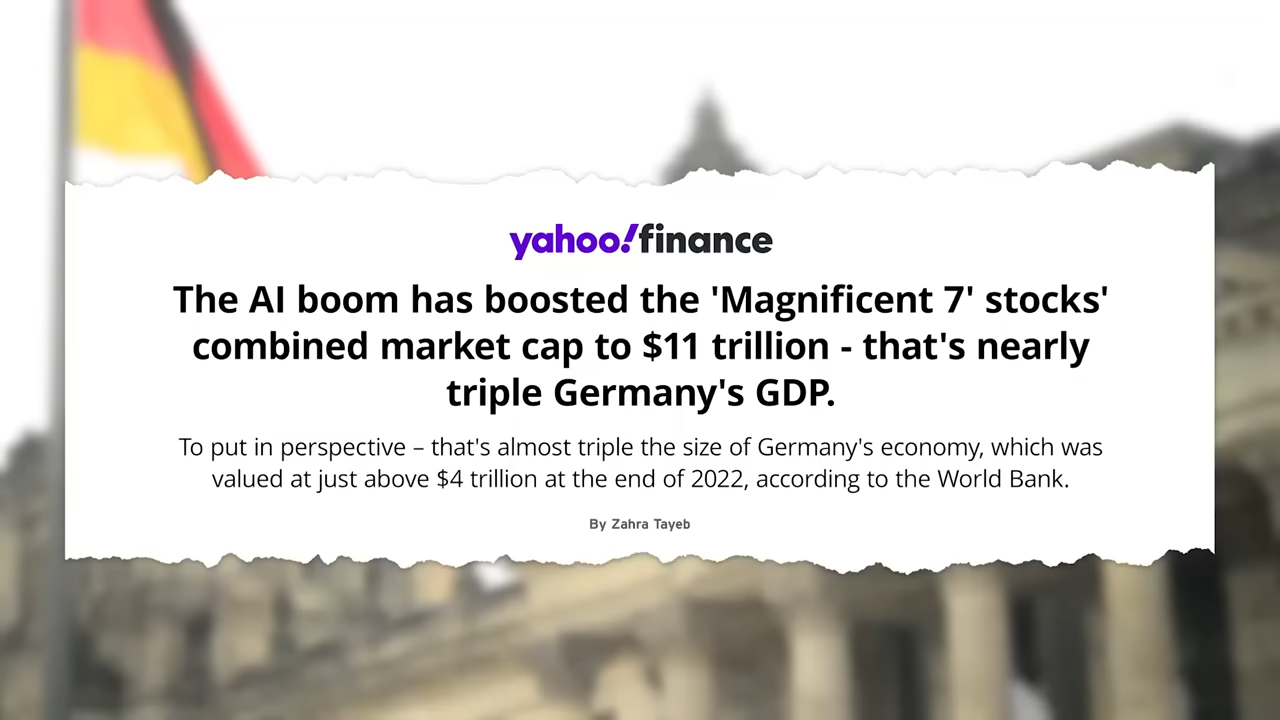 yahoo!finance
The AI boom has boosted the 'Magnificent 7' stocks'
combined market cap to $11 trillion - that's nearly
triple Germany's GDP.
To put in perspective – that's almost triple the size of Germany's economy, which was
valued at just above $4 trillion at the end of 2022, according to the World Bank.
By Zahra Tayeb